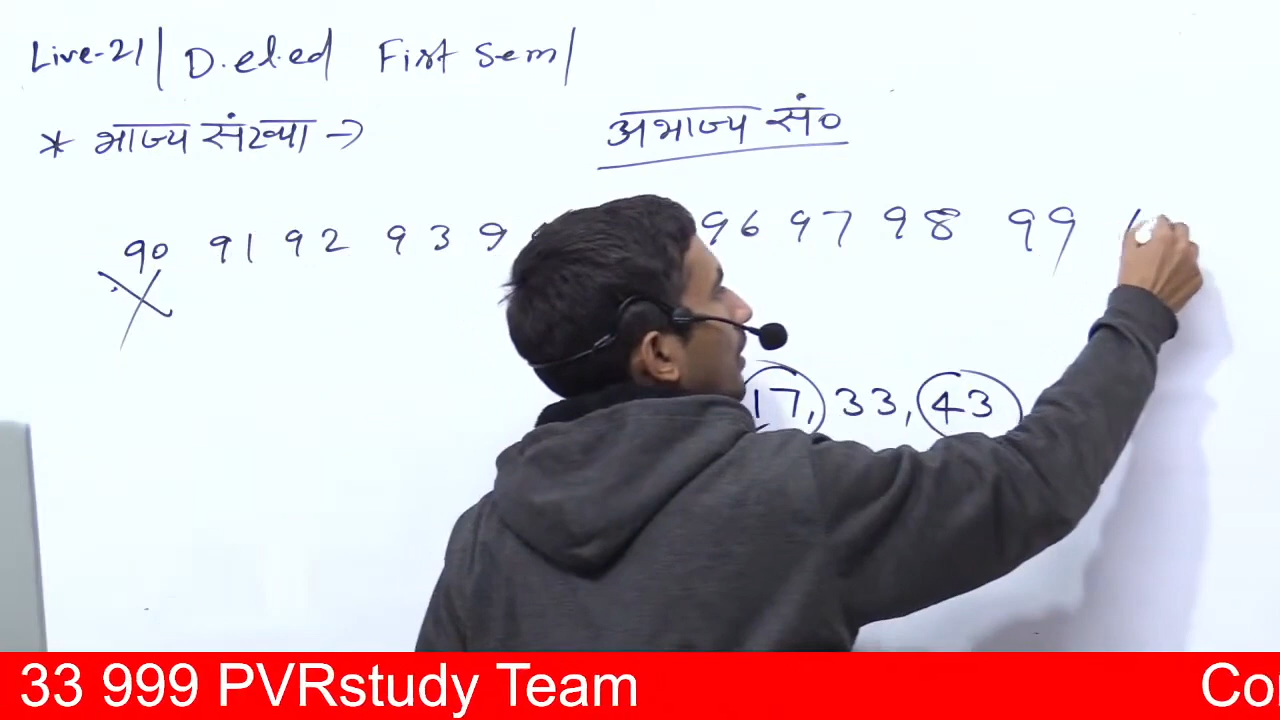 Live-21 | D.el.ed First Sem |
* भाज्य संख्या → अभाज्य सं०
90 91 92 93 9 96 97 98 99 1
17, 33, 43
33 999 PVRstudy Team